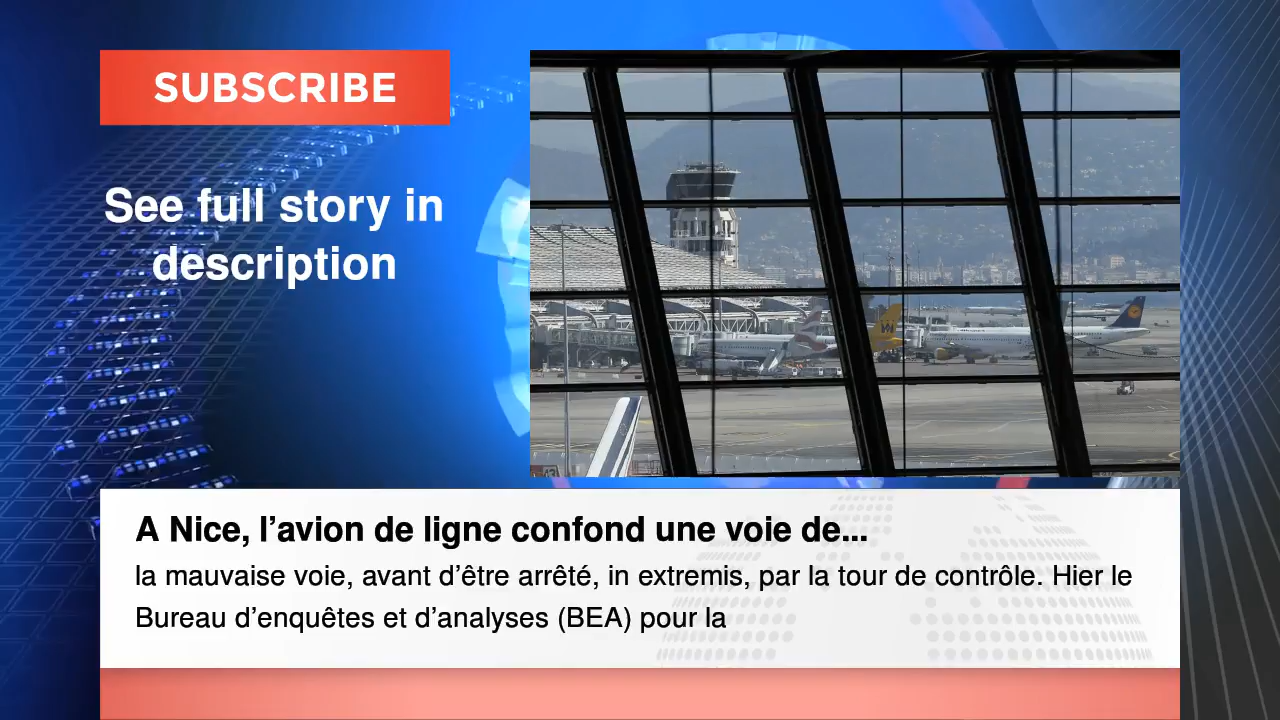 SUBSCRIBE
See full story in
description
A Nice, l’avion de ligne confond une voie de...
la mauvaise voie, avant d’être arrêté, in extremis, par la tour de contrôle. Hier le
Bureau d’enquêtes et d’analyses (BEA) pour la